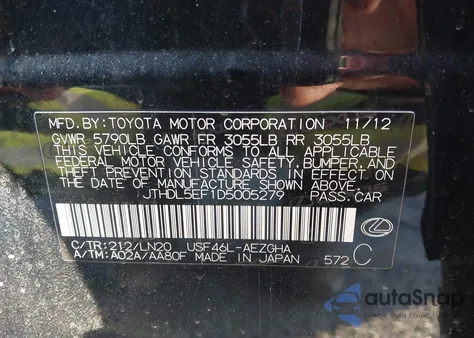 MFD. BY: TOYOTA MOTOR CORPORATION 11/12
GVWR 5790LB GAWR FR 3055LB RR 3055LB
THIS VEHICLE CONFORMS TO ALL APPLICABLE
FEDERAL MOTOR VEHICLE SAFETY, BUMPER, AND
THEFT PREVENTION STANDARDS IN EFFECT ON
THE DATE OF MANUFACTURE SHOWN ABOVE.
JTHDL5EF1D5005279 PASS. CAR
C/TR: 212/LN20 USF46L-AEZGHA
A/TM: A02A/AA80F MADE IN JAPAN 572 C
autoSnap